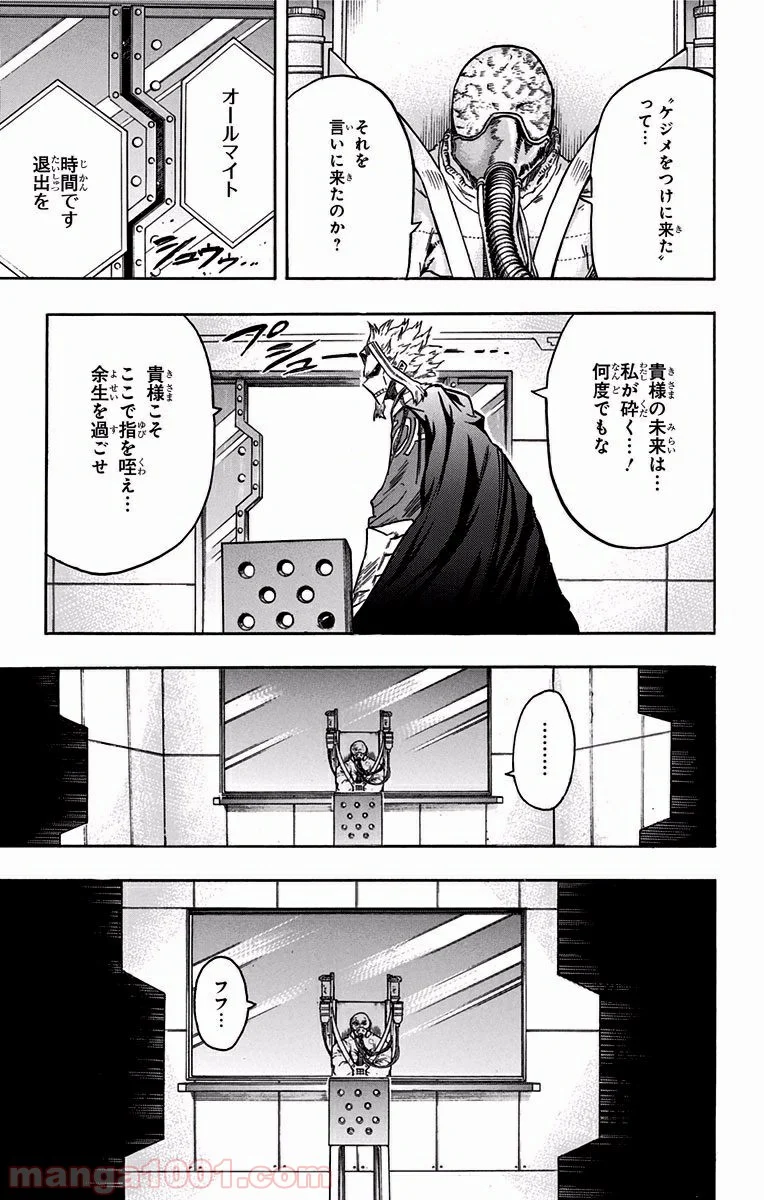 〝ケジメをつけに来た〟
って…
それを
言いに来たのか？
オールマイト
時間です
退出を
シュウゥ…
貴様の未来は…
私が砕く…！
何度でもな
プシュー
貴様こそ
ここで指を咥え…
余生を過ごせ
………
フフ…
manga1001.com